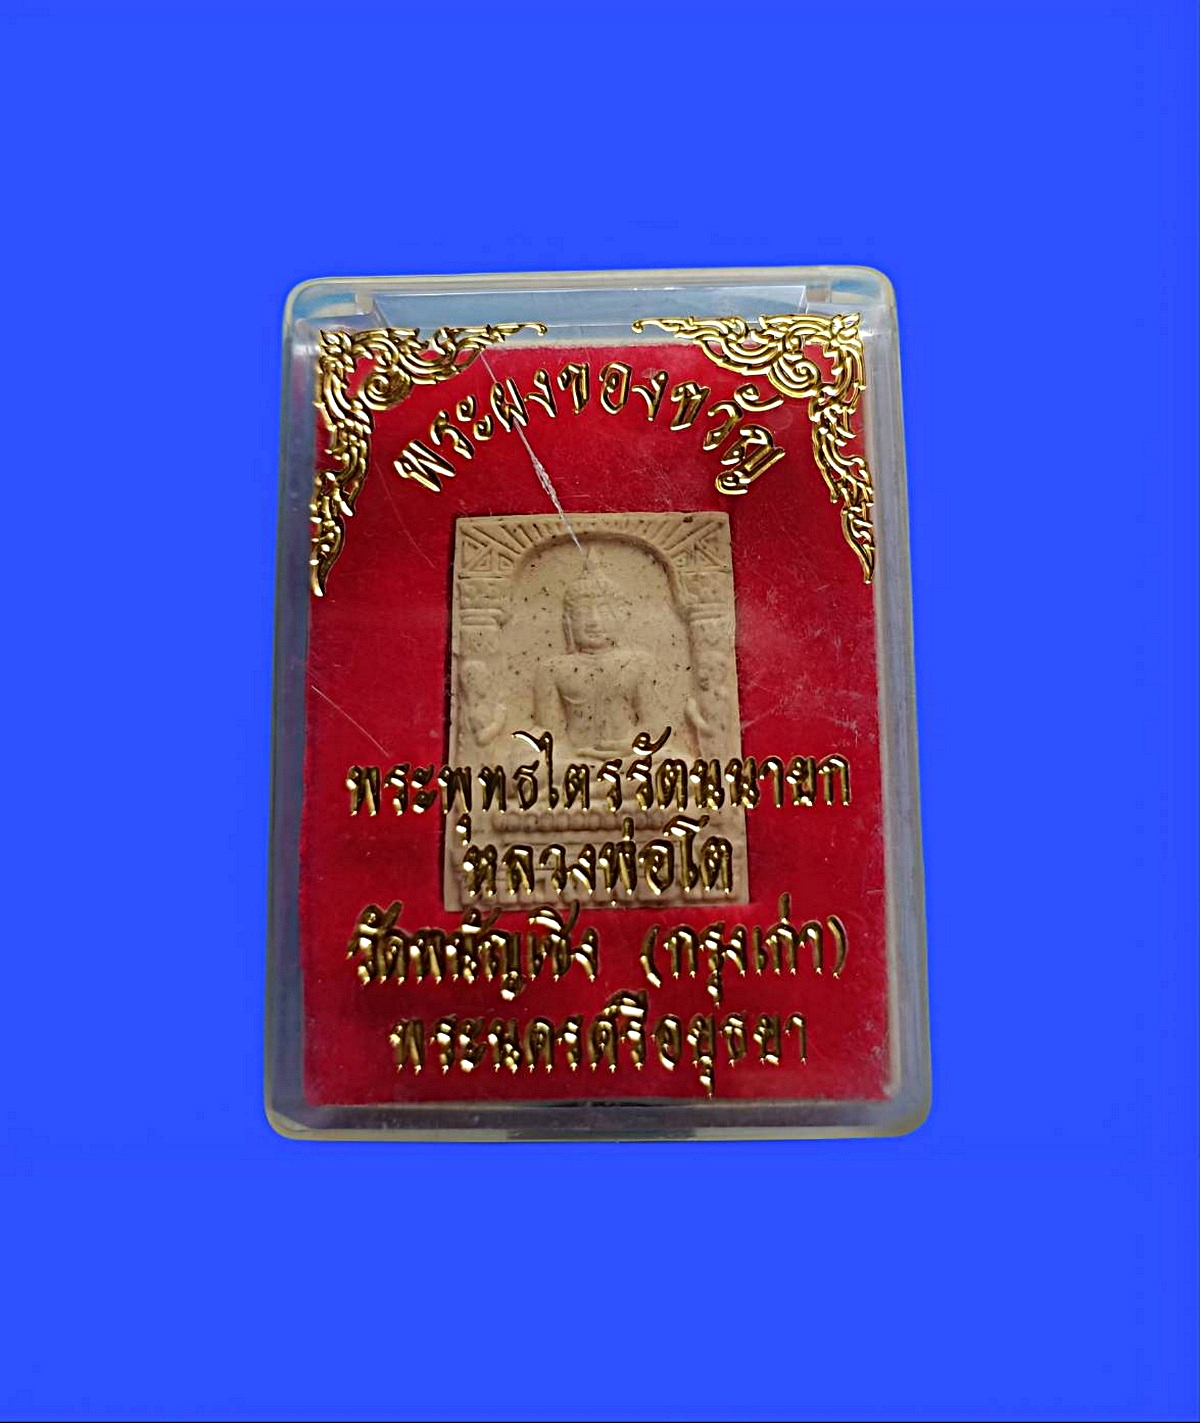 พระผงของขวัญ
พระพุทธไตรรัตนนายก
หลวงพ่อโต
วัดพนัญเชิง (กรุงเก่า)
พระนครศรีอยุธยา